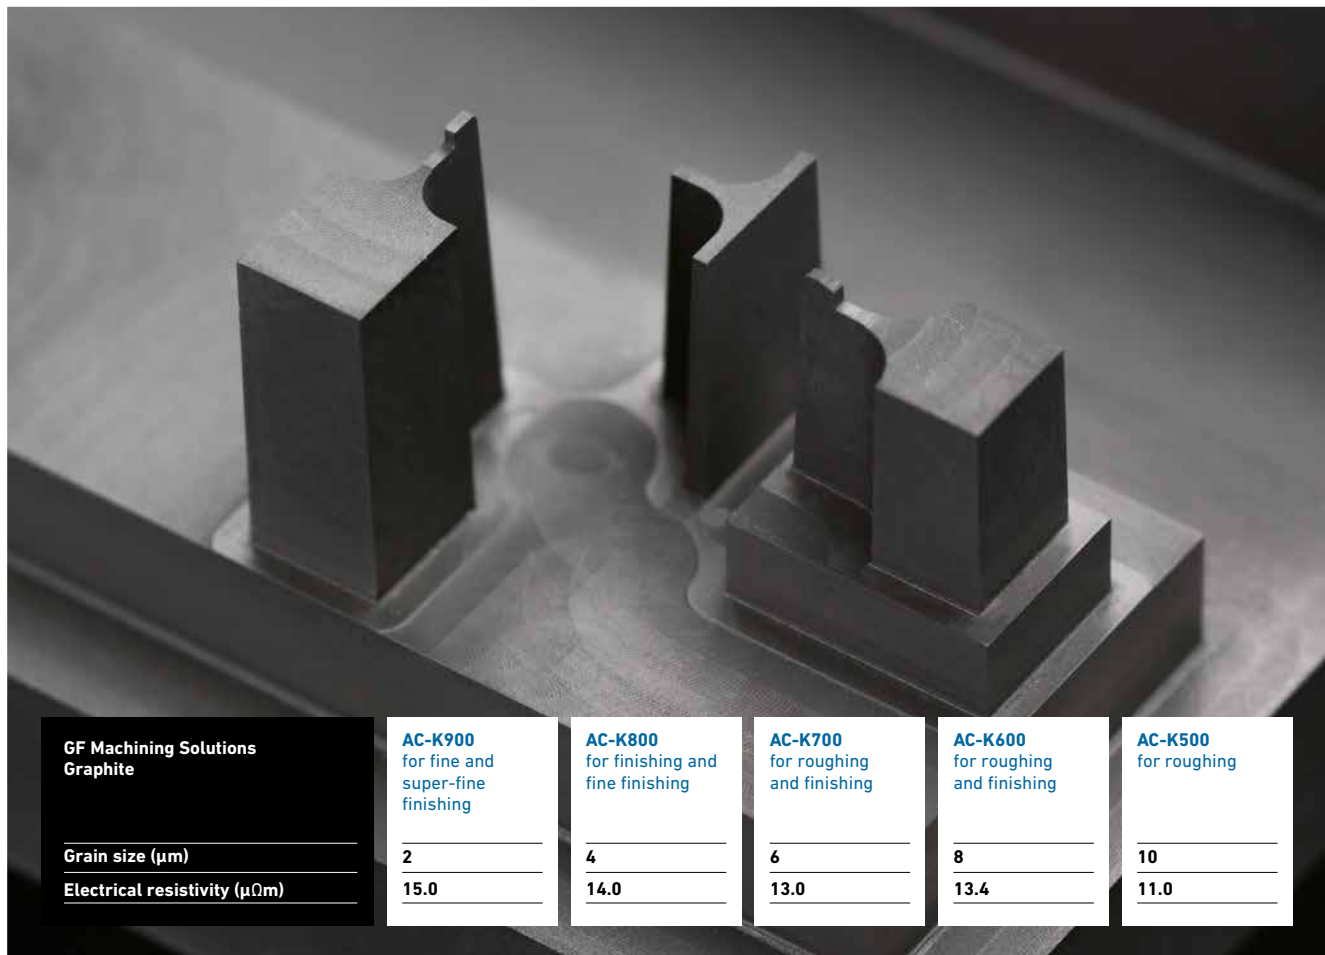 GF Machining Solutions
Graphite
AC-K900
for fine and
super-fine
finishing
AC-K800
for finishing and
fine finishing
AC-K700
for roughing
and finishing
AC-K600
for roughing
and finishing
AC-K500
for roughing
Grain size (µm) 2 4 6 8 10
Electrical resistivity (µΩm) 15.0 14.0 13.0 13.4 11.0